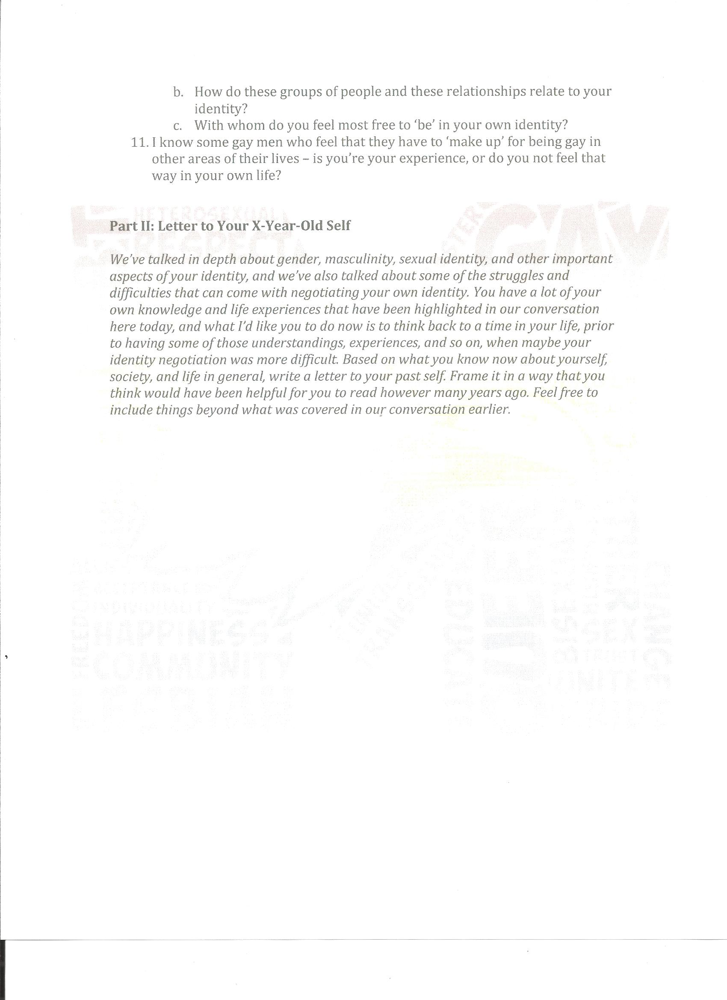 b. How do these groups of people and these relationships relate to your
identity?
c. With whom do you feel most free to ‘be’ in your own identity?
11. I know some gay men who feel that they have to ‘make up’ for being gay in
other areas of their lives – is you’re your experience, or do you not feel that
way in your own life?
HETEROSEXUAL
GAY
Part II: Letter to Your X-Year-Old Self
RESPECT
We’ve talked in depth about gender, masculinity, sexual identity, and other important
aspects of your identity, and we’ve also talked about some of the struggles and
difficulties that can come with negotiating your own identity. You have a lot of your
own knowledge and life experiences that have been highlighted in our conversation
here today, and what I’d like you to do now is to think back to a time in your life, prior
to having some of those understandings, experiences, and so on, when maybe your
identity negotiation was more difficult. Based on what you know now about yourself,
society, and life in general, write a letter to your past self. Frame it in a way that you
think would have been helpful for you to read however many years ago. Feel free to
include things beyond what was covered in our conversation earlier.
INDIVIDUALITY
HAPPINESS
COMMUNITY
SEX
TRUST
UNITE